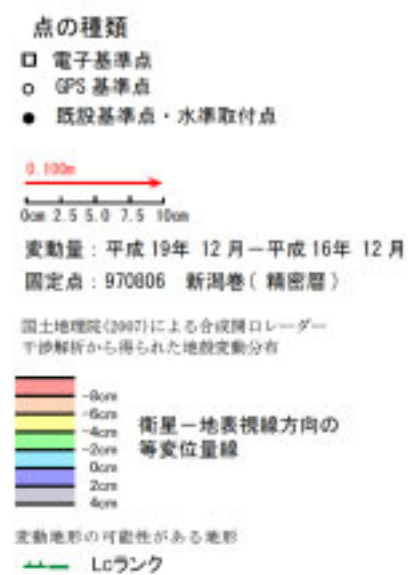 点の種類
電子基準点
GPS 基準点
既設基準点・水準取付点
0.100m
0cm 2.5 5.0 7.5 10cm
変動量：平成 19年 12 月－平成 16年 12 月
固定点：970806 新潟巻( 精密暦 )
国土地理院(2007)による合成開口レーダー
干渉解析から得られた地殻変動分布
-8cm
-6cm
-4cm
-2cm
0cm
2cm
4cm
衛星－地表視線方向の
等変位量線
変動地形の可能性がある地形
Lcランク